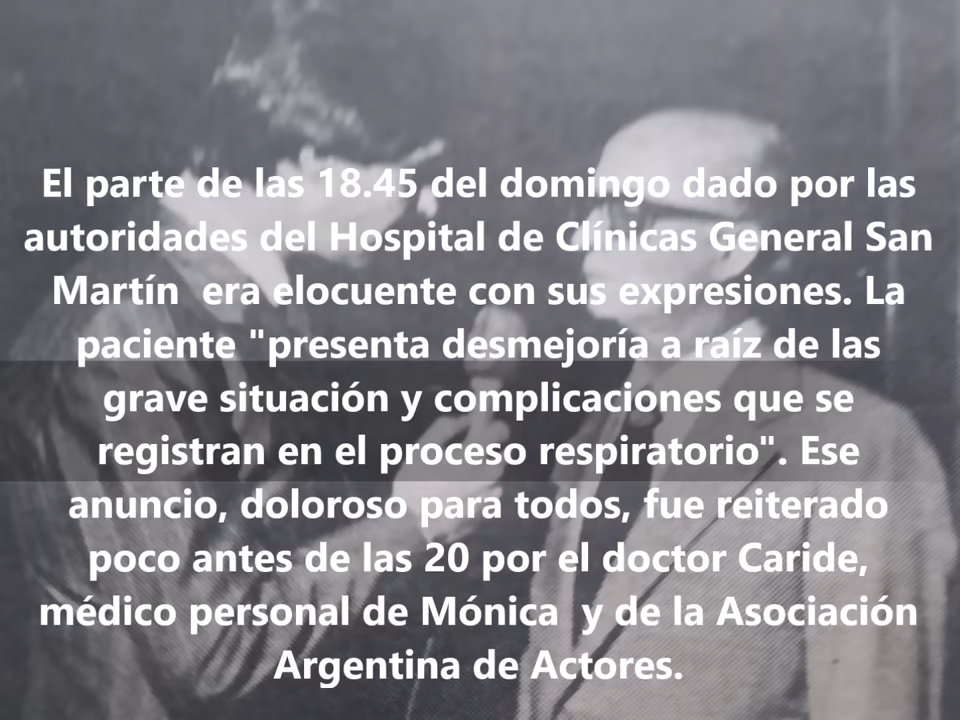 El parte de las 18.45 del domingo dado por las
autoridades del Hospital de Clínicas General San
Martín  era elocuente con sus expresiones. La
paciente "presenta desmejoría a raíz de las
grave situación y complicaciones que se
registran en el proceso respiratorio". Ese
anuncio, doloroso para todos, fue reiterado
poco antes de las 20 por el doctor Caride,
médico personal de Mónica  y de la Asociación
Argentina de Actores.